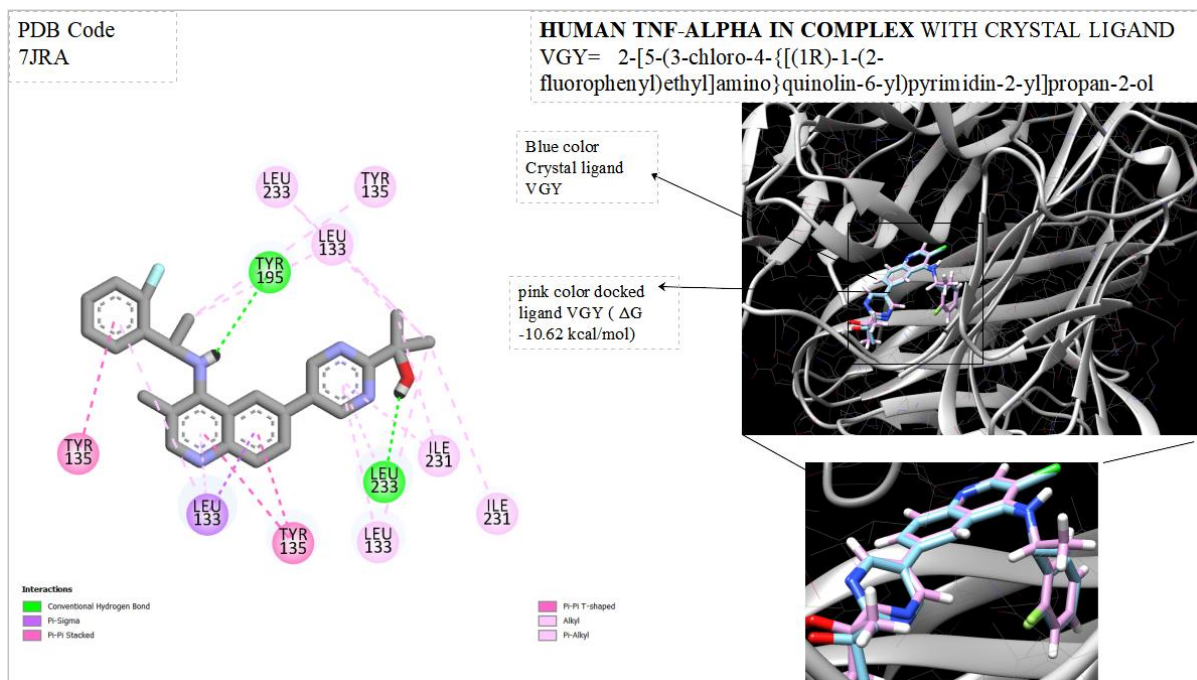 PDB Code
7JRA
HUMAN TNF-ALPHA IN COMPLEX WITH CRYSTAL LIGAND
VGY= 2-[5-(3-chloro-4-{[(1R)-1-(2-
fluorophenyl)ethyl]amino}quinolin-6-yl)pyrimidin-2-yl]propan-2-ol
Blue color
Crystal ligand
VGY
pink color docked
ligand VGY ( ΔG
-10.62 kcal/mol)
LEU
233
TYR
135
LEU
133
TYR
195
TYR
135
LEU
133
TYR
135
LEU
233
LEU
133
ILE
231
ILE
231
Interactions
Conventional Hydrogen Bond
Pi-Sigma
Pi-Pi Stacked
Pi-Pi T-shaped
Alkyl
Pi-Alkyl